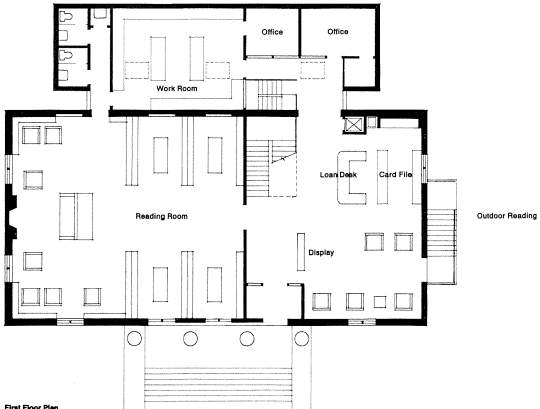 Office
Office
Work Room
Loan Desk
Card File
Reading Room
Outdoor Reading
Display
First Floor Plan